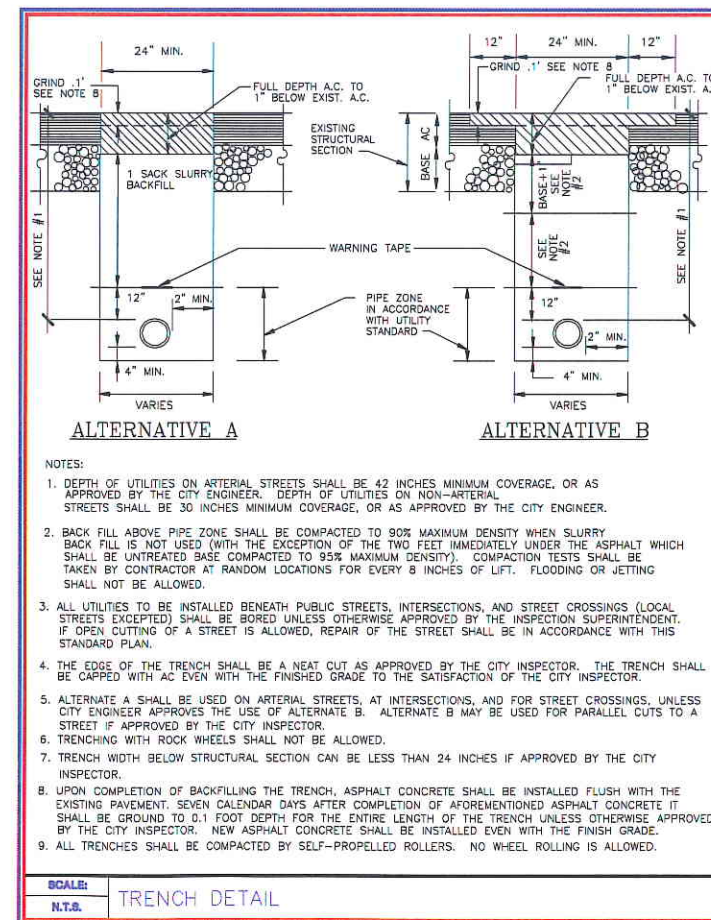 24" MIN.
12"
24" MIN.
12"
GRIND .1'
SEE NOTE 8
FULL DEPTH A.C. TO
1" BELOW EXIST. A.C.
GRIND .1' SEE NOTE 8
FULL DEPTH A.C. TO
1" BELOW EXIST. A.
EXISTING
STRUCTURAL
SECTION
AC
BASE
1 SACK SLURRY
BACKFILL
BASE+1'
SEE
NOTE
#2
SEE NOTE #1
SEE
NOTE
#2
SEE NOTE #1
WARNING TAPE
12"
2" MIN.
PIPE ZONE
IN ACCORDANCE
WITH UTILITY
STANDARD
12"
2" MIN.
4" MIN.
4" MIN.
VARIES
VARIES
ALTERNATIVE A
ALTERNATIVE B
NOTES:
1. DEPTH OF UTILITIES ON ARTERIAL STREETS SHALL BE 42 INCHES MINIMUM COVERAGE, OR AS
APPROVED BY THE CITY ENGINEER. DEPTH OF UTILITIES ON NON-ARTERIAL
STREETS SHALL BE 30 INCHES MINIMUM COVERAGE, OR AS APPROVED BY THE CITY ENGINEER.
2. BACK FILL ABOVE PIPE ZONE SHALL BE COMPACTED TO 90% MAXIMUM DENSITY WHEN SLURRY
BACK FILL IS NOT USED (WITH THE EXCEPTION OF THE TWO FEET IMMEDIATELY UNDER THE ASPHALT WHICH
SHALL BE UNTREATED BASE COMPACTED TO 95% MAXIMUM DENSITY). COMPACTION TESTS SHALL BE
TAKEN BY CONTRACTOR AT RANDOM LOCATIONS FOR EVERY 8 INCHES OF LIFT. FLOODING OR JETTING
SHALL NOT BE ALLOWED.
3. ALL UTILITIES TO BE INSTALLED BENEATH PUBLIC STREETS, INTERSECTIONS, AND STREET CROSSINGS (LOCAL
STREETS EXCEPTED) SHALL BE BORED UNLESS OTHERWISE APPROVED BY THE INSPECTION SUPERINTENDENT.
IF OPEN CUTTING OF A STREET IS ALLOWED, REPAIR OF THE STREET SHALL BE IN ACCORDANCE WITH THIS
STANDARD PLAN.
4. THE EDGE OF THE TRENCH SHALL BE A NEAT CUT AS APPROVED BY THE CITY INSPECTOR. THE TRENCH SHALL
BE CAPPED WITH AC EVEN WITH THE FINISHED GRADE TO THE SATISFACTION OF THE CITY INSPECTOR.
5. ALTERNATE A SHALL BE USED ON ARTERIAL STREETS, AT INTERSECTIONS, AND FOR STREET CROSSINGS, UNLESS
CITY ENGINEER APPROVES THE USE OF ALTERNATE B. ALTERNATE B MAY BE USED FOR PARALLEL CUTS TO A
STREET IF APPROVED BY THE CITY INSPECTOR.
6. TRENCHING WITH ROCK WHEELS SHALL NOT BE ALLOWED.
7. TRENCH WIDTH BELOW STRUCTURAL SECTION CAN BE LESS THAN 24 INCHES IF APPROVED BY THE CITY
INSPECTOR.
8. UPON COMPLETION OF BACKFILLING THE TRENCH, ASPHALT CONCRETE SHALL BE INSTALLED FLUSH WITH THE
EXISTING PAVEMENT. SEVEN CALENDAR DAYS AFTER COMPLETION OF AFOREMENTIONED ASPHALT CONCRETE IT
SHALL BE GROUND TO 0.1 FOOT DEPTH FOR THE ENTIRE LENGTH OF THE TRENCH UNLESS OTHERWISE APPROVED
BY THE CITY INSPECTOR. NEW ASPHALT CONCRETE SHALL BE INSTALLED EVEN WITH THE FINISH GRADE.
9. ALL TRENCHES SHALL BE COMPACTED BY SELF-PROPELLED ROLLERS. NO WHEEL ROLLING IS ALLOWED.
SCALE:
N.T.S.
TRENCH DETAIL